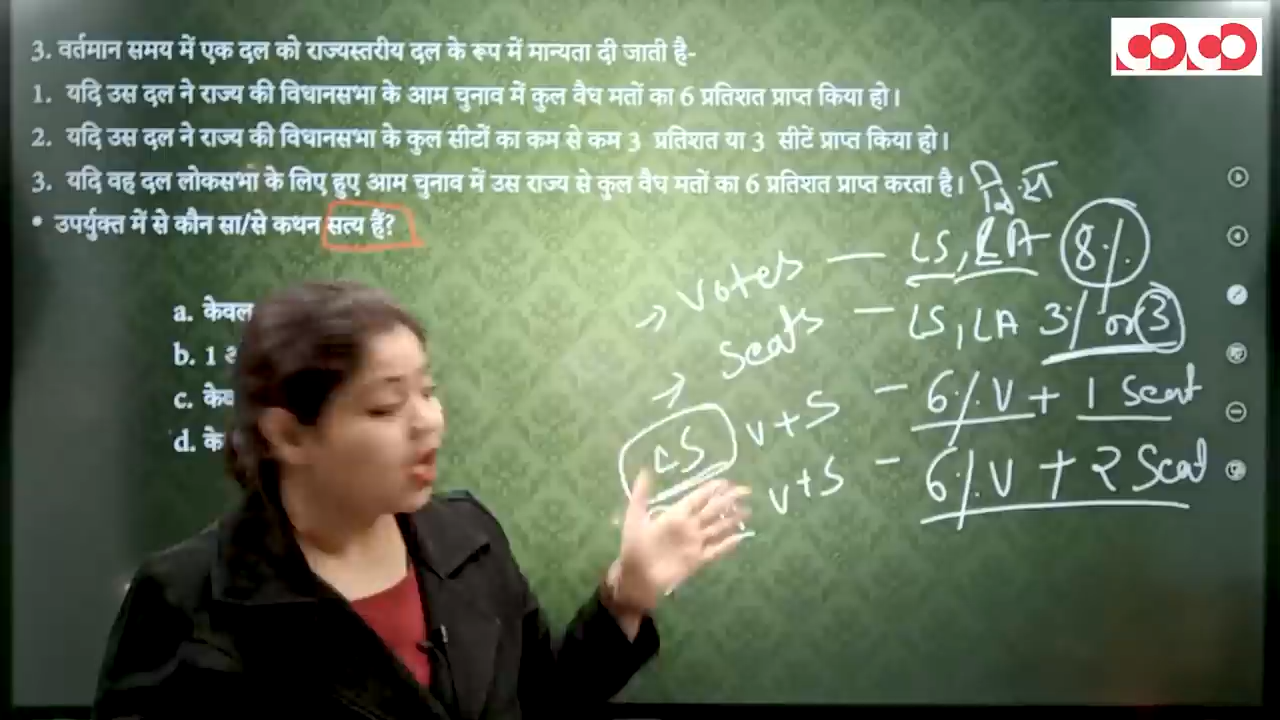 3. वर्तमान समय में एक दल को राज्यस्तरीय दल के रूप में मान्यता दी जाती है-
1. यदि उस दल ने राज्य की विधानसभा के आम चुनाव में कुल वैध मतों का 6 प्रतिशत प्राप्त किया हो।
2. यदि उस दल ने राज्य की विधानसभा के कुल सीटों का कम से कम 3 प्रतिशत या 3 सीटें प्राप्त किया हो।
3. यदि वह दल लोकसभा के लिए हुए आम चुनाव में उस राज्य से कुल वैध मतों का 6 प्रतिशत प्राप्त करता है।
• उपर्युक्त में से कौन सा/से कथन सत्य हैं?
a. केवल
b. 1
c.
d. के
वि.स
→ Votes — LS, LA 8%
Seats — LS, LA 3% or 3
→ LS V+S — 6% V + 1 Seat
V+S — 6% V + 2 Seat